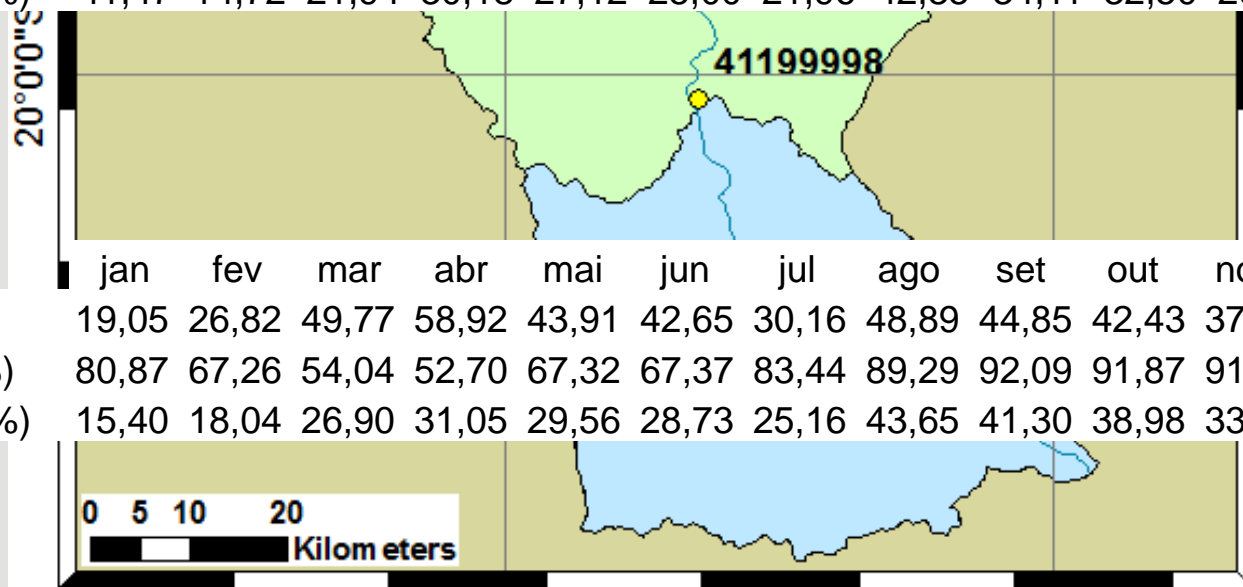 41199998
20°0'0"S
jan fev mar abr mai jun jul ago set out
19,05 26,82 49,77 58,92 43,91 42,65 30,16 48,89 44,85 42,43 37
80,87 67,26 54,04 52,70 67,32 67,37 83,44 89,29 92,09 91,87 91
%) 15,40 18,04 26,90 31,05 29,56 28,73 25,16 43,65 41,30 38,98 33
0 5 10 20
Kilom eters